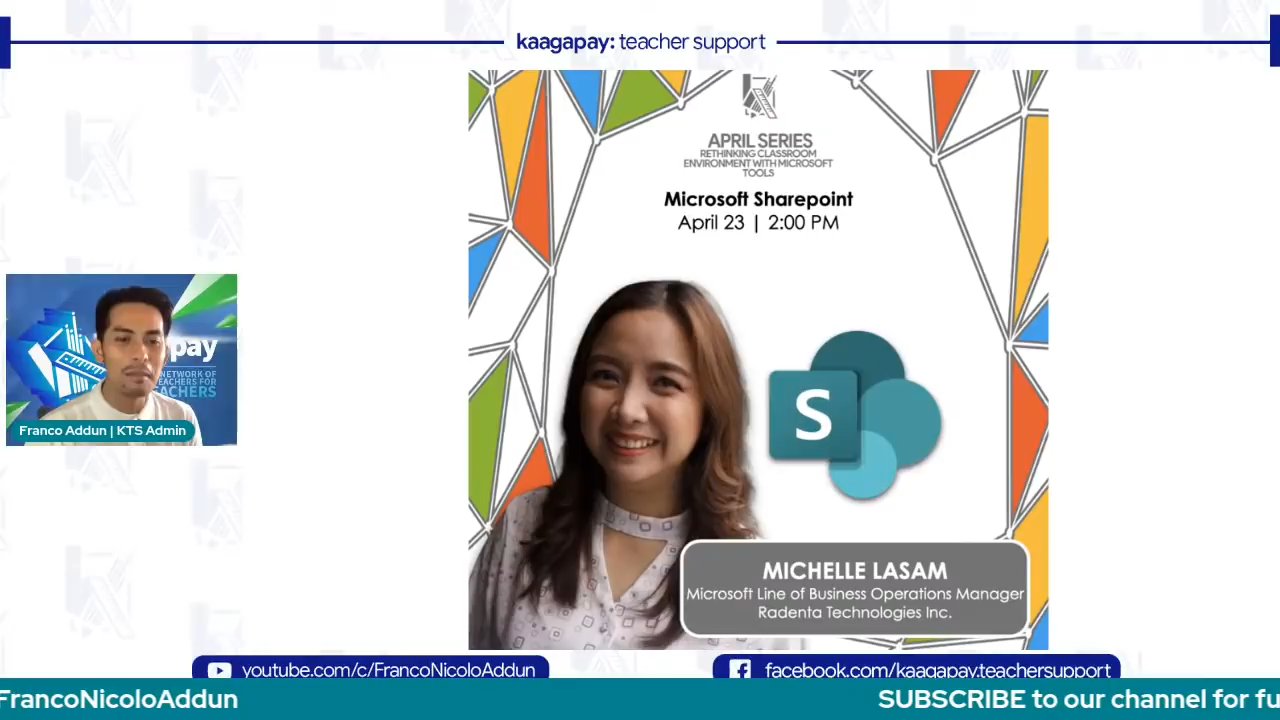 kaagapay: teacher support
APRIL SERIES
RETHINKING CLASSROOM
ENVIRONMENT WITH MICROSOFT
TOOLS
Microsoft Sharepoint
April 23 | 2:00 PM
S
pay
NETWORK OF
TEACHERS FOR
TEACHERS
Franco Addun | KTS Admin
MICHELLE LASAM
Microsoft Line of Business Operations Manager
Radenta Technologies Inc.
youtube.com/c/FrancoNicoloAddun
facebook.com/kaagapay.teachersupport
FrancoNicoloAddun
SUBSCRIBE to our channel for fu